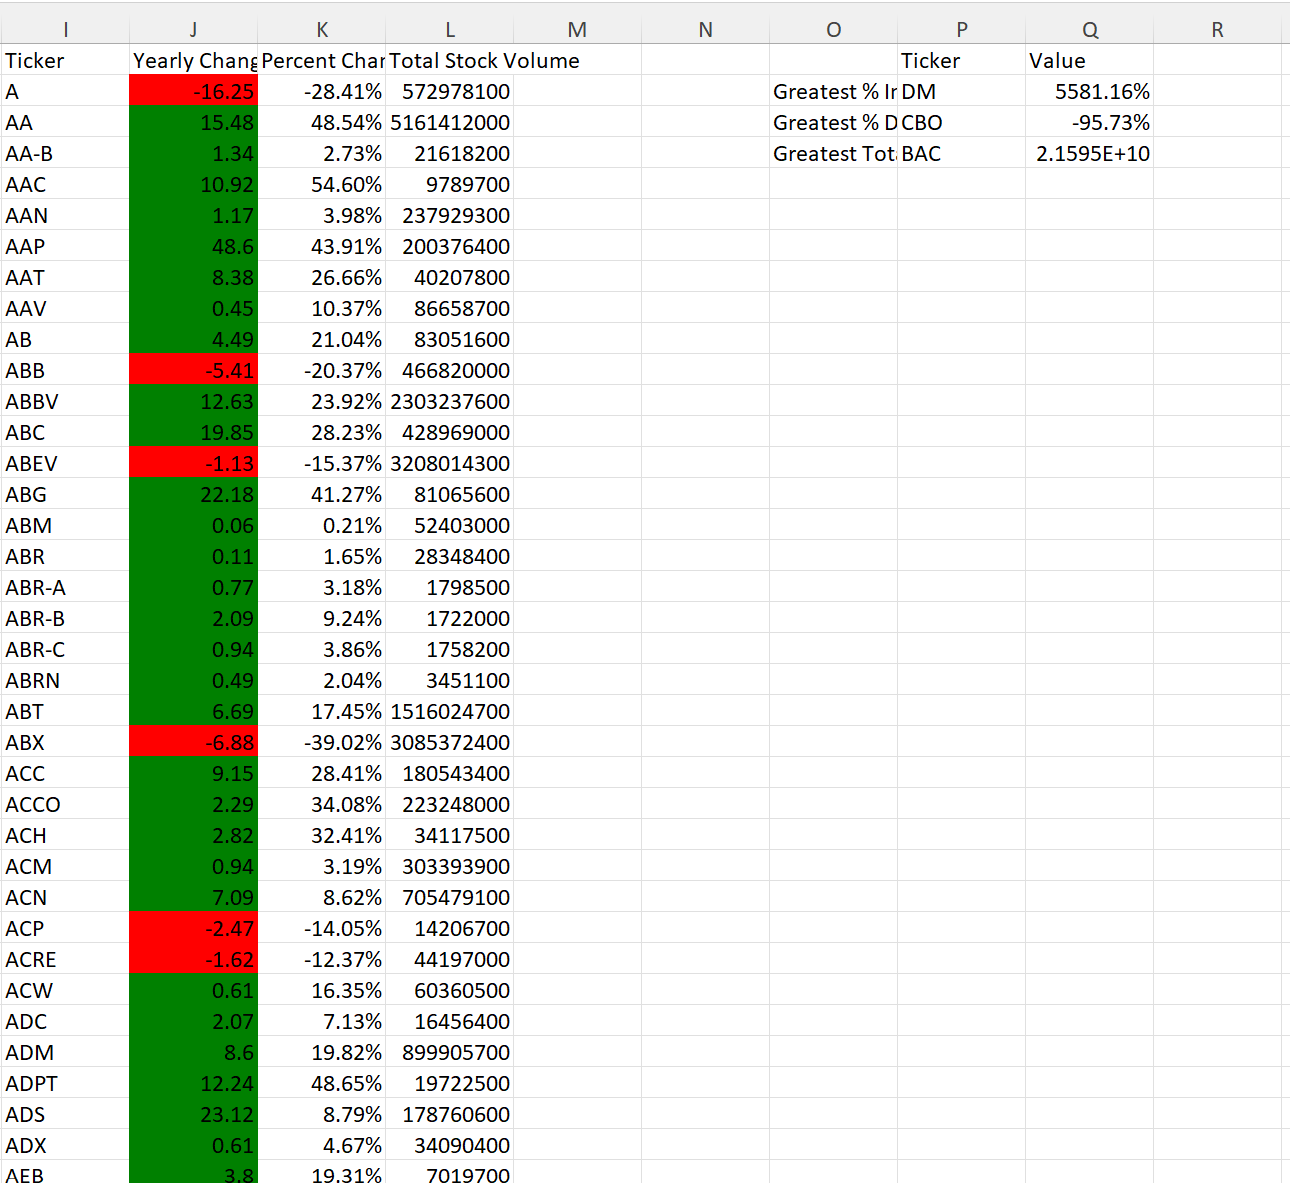 I J K L M N O P Q R
Ticker Yearly Chang Percent Char Total Stock Volume Ticker Value
A -16.25 -28.41% 572978100 Greatest % Ir DM 5581.16%
AA 15.48 48.54% 5161412000 Greatest % D CBO -95.73%
AA-B 1.34 2.73% 21618200 Greatest Tot BAC 2.1595E+10
AAC 10.92 54.60% 9789700
AAN 1.17 3.98% 237929300
AAP 48.6 43.91% 200376400
AAT 8.38 26.66% 40207800
AAV 0.45 10.37% 86658700
AB 4.49 21.04% 83051600
ABB -5.41 -20.37% 466820000
ABBV 12.63 23.92% 2303237600
ABC 19.85 28.23% 428969000
ABEV -1.13 -15.37% 3208014300
ABG 22.18 41.27% 81065600
ABM 0.06 0.21% 52403000
ABR 0.11 1.65% 28348400
ABR-A 0.77 3.18% 1798500
ABR-B 2.09 9.24% 1722000
ABR-C 0.94 3.86% 1758200
ABRN 0.49 2.04% 3451100
ABT 6.69 17.45% 1516024700
ABX -6.88 -39.02% 3085372400
ACC 9.15 28.41% 180543400
ACCO 2.29 34.08% 223248000
ACH 2.82 32.41% 34117500
ACM 0.94 3.19% 303393900
ACN 7.09 8.62% 705479100
ACP -2.47 -14.05% 14206700
ACRE -1.62 -12.37% 44197000
ACW 0.61 16.35% 60360500
ADC 2.07 7.13% 16456400
ADM 8.6 19.82% 899905700
ADPT 12.24 48.65% 19722500
ADS 23.12 8.79% 178760600
ADX 0.61 4.67% 34090400
AEB 3.8 19.31% 7019700